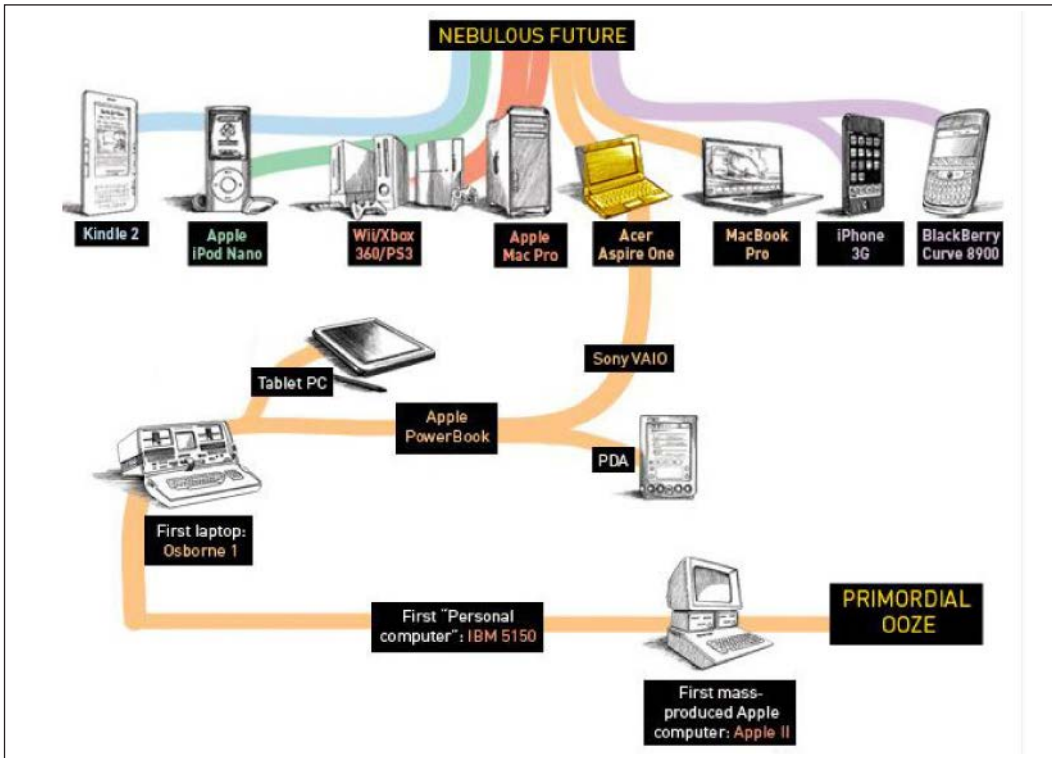 NEBULOUS FUTURE
Kindle 2
Apple
iPod Nano
Wii/Xbox
360/PS3
Apple
Mac Pro
Acer
Aspire One
MacBook
Pro
iPhone
3G
BlackBerry
Curve 8900
Sony VAIO
Tablet PC
Apple
PowerBook
PDA
First laptop:
Osborne 1
First "Personal
computer": IBM 5150
PRIMORDIAL
OOZE
First mass-
produced Apple
computer: Apple II